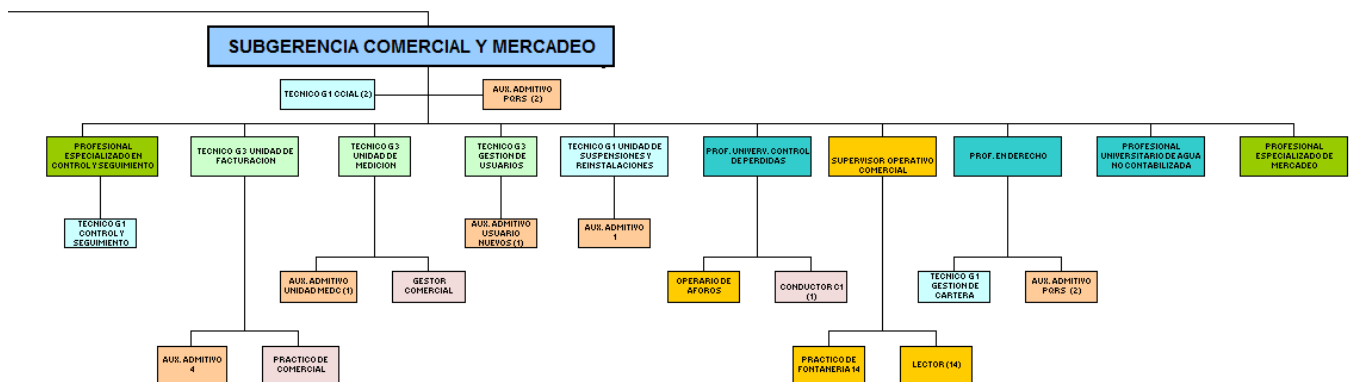 SUBGERENCIA COMERCIAL Y MERCADEO
TECNICO G1 CCIAL (2)
AUX. ADMITIVO
PQRS (2)
PROFESIONAL
ESPECIALIZADO EN
CONTROL Y SEGUIMIENTO
TECNICO G3 UNIDAD DE
FACTURACION
TECNICO G3
UNIDAD DE
MEDICION
TECNICO G3
GESTION DE
USUARIOS
TECNICO G1 UNIDAD DE
SUSPENSIONES Y
REINSTALACIONES
PROF. UNIVERV. CONTROL
DE PERDIDAS
SUPERVISOR OPERATIVO
COMERCIAL
PROF. EN DERECHO
PROFESIONAL
UNIVERSITARIO DE AGUA
NO CONTABILIZADA
PROFESIONAL
ESPECIALIZADO DE
MERCADEO
TECNICO G1
CONTROL Y
SEGUIMIENTO
AUX. ADMITIVO
USUARIO
NUEVOS (1)
AUX. ADMITIVO
1
AUX. ADMITIVO
UNIDAD MEDC (1)
GESTOR
COMERCIAL
OPERARIO DE
AFOROS
CONDUCTOR C1
(1)
TECNICO G1
GESTION DE
CARTERA
AUX. ADMITIVO
PQRS (2)
AUX. ADMITIVO
4
PRACTICO DE
COMERCIAL
PRACTICO DE
FONTANERIA 14
LECTOR (14)